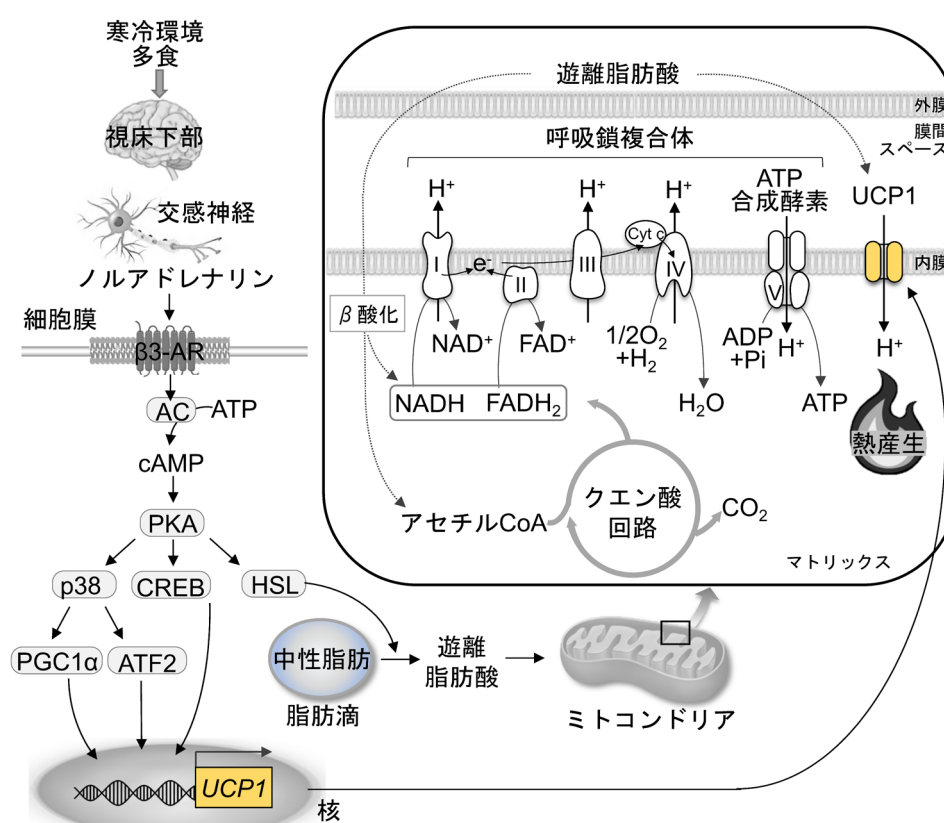 寒冷環境
多食
視床下部
交感神経
ノルアドレナリン
細胞膜
β3-AR
AC
ATP
cAMP
PKA
p38
CREB
HSL
PGC1α
ATF2
中性脂肪
脂肪滴
遊離
脂肪酸
ミトコンドリア
UCP1
核
遊離脂肪酸
外膜
膜間
スペース
呼吸鎖複合体
H⁺
H⁺
H⁺
ATP
合成酵素
UCP1
Cyt c
I
e⁻
II
III
IV
V
内膜
β酸化
NAD⁺
FAD⁺
1/2O₂
+H₂
ADP
+Pi
H⁺
H⁺
NADH
FADH₂
H₂O
ATP
熱産生
アセチルCoA
クエン酸
回路
CO₂
マトリックス